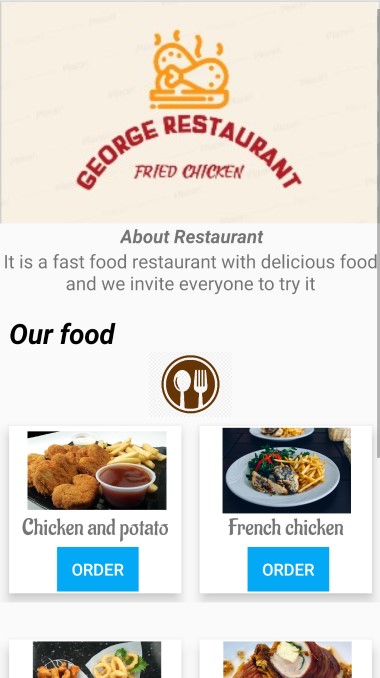 GEORGE RESTAURANT
FRIED CHICKEN
About Restaurant
It is a fast food restaurant with delicious food
and we invite everyone to try it
Our food
Chicken and potato
French chicken
ORDER
ORDER